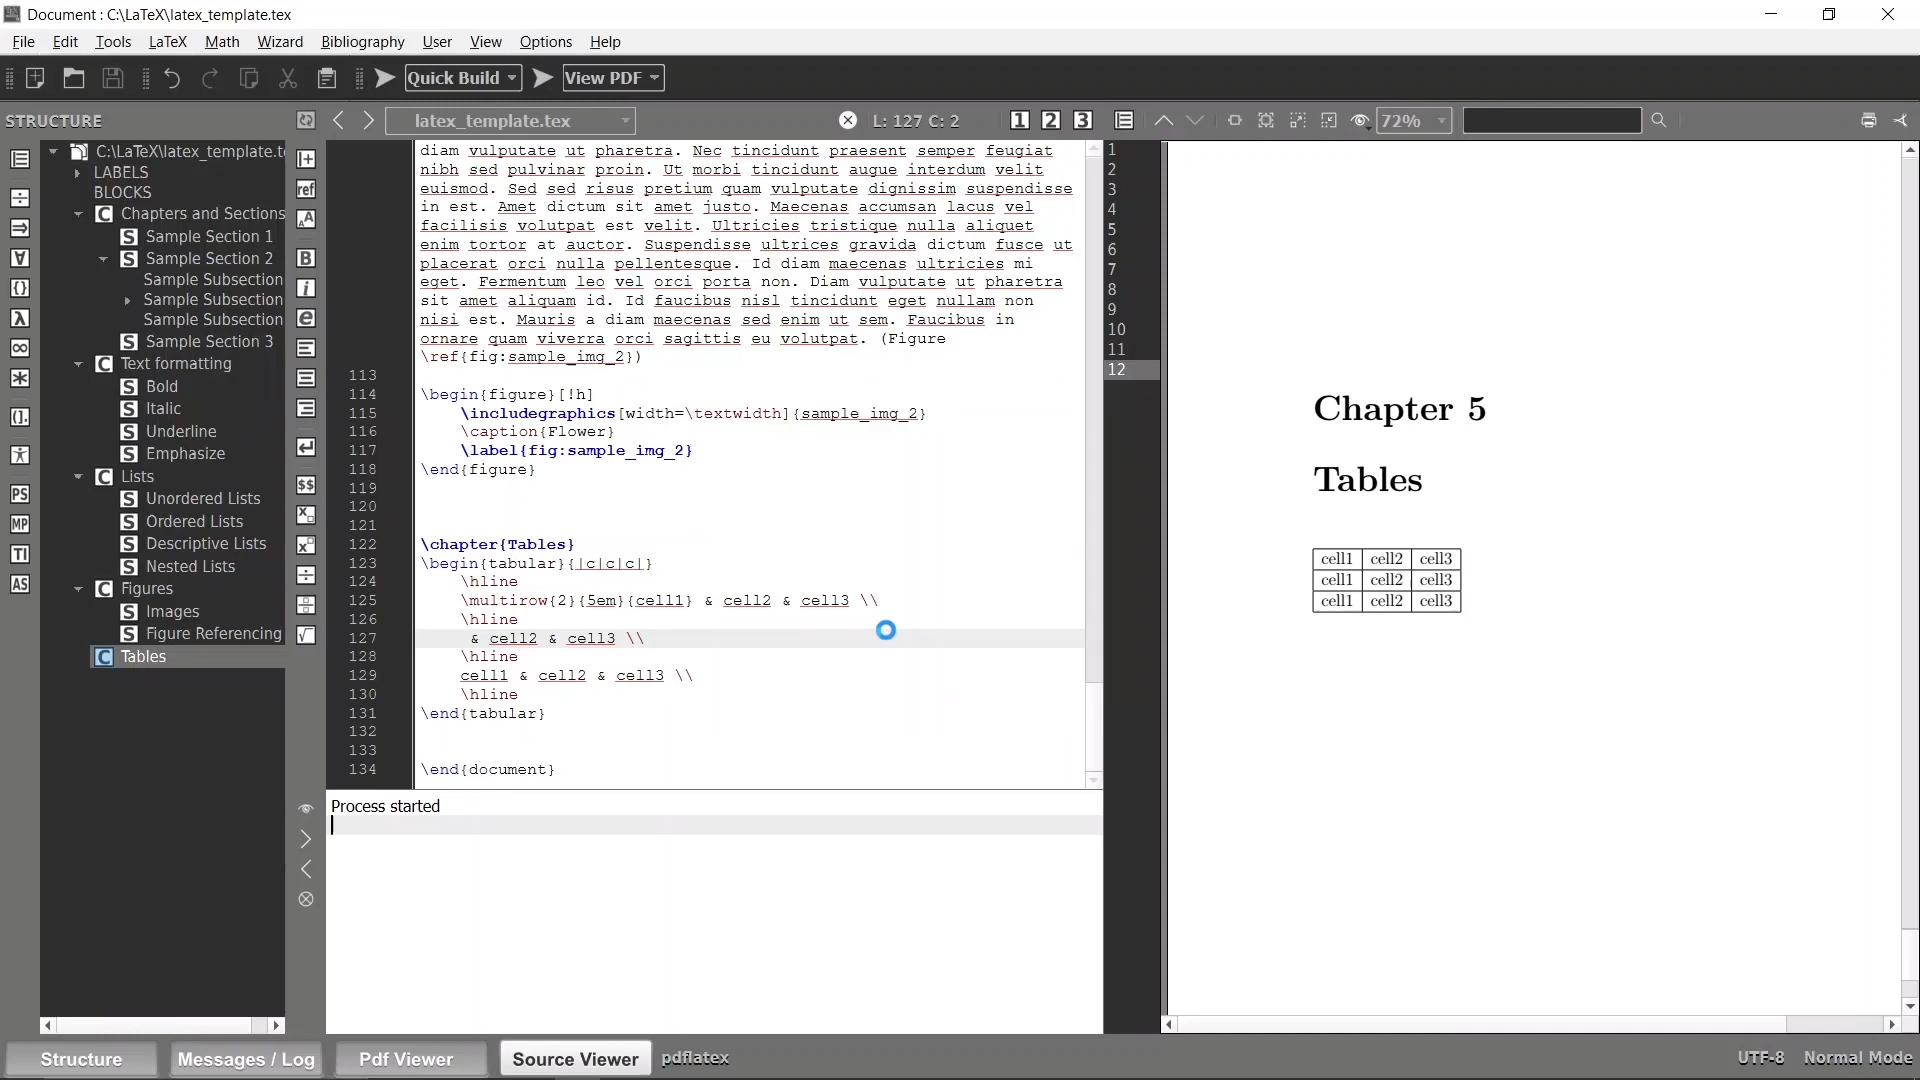 Document : C:\LaTeX\latex_template.tex
File Edit Tools LaTeX Math Wizard Bibliography User View Options Help
Quick Build View PDF
STRUCTURE
latex_template.tex L: 127 C: 2 1 2 3 72%
C:\LaTeX\latex_template.t
LABELS
BLOCKS
Chapters and Sections
Sample Section 1
Sample Section 2
Sample Subsection
Sample Subsection
Sample Subsection
Sample Section 3
Text formatting
Bold
Italic
Underline
Emphasize
Lists
Unordered Lists
Ordered Lists
Descriptive Lists
Nested Lists
Figures
Images
Figure Referencing
Tables
PS
MP
TI
AS
ref
diam vulputate ut pharetra. Nec tincidunt praesent semper feugiat
nibh sed pulvinar proin. Ut morbi tincidunt augue interdum velit
euismod. Sed sed risus pretium quam vulputate dignissim suspendisse
in est. Amet dictum sit amet justo. Maecenas accumsan lacus vel
facilisis volutpat est velit. Ultricies tristique nulla aliquet
enim tortor at auctor. Suspendisse ultrices gravida dictum fusce ut
placerat orci nulla pellentesque. Id diam maecenas ultricies mi
eget. Fermentum leo vel orci porta non. Diam vulputate ut pharetra
sit amet aliquam id. Id faucibus nisl tincidunt eget nullam non
nisi est. Mauris a diam maecenas sed enim ut sem. Faucibus in
ornare quam viverra orci sagittis eu volutpat. (Figure
\ref{fig:sample_img_2})
113
114 \begin{figure}[!h]
115 \includegraphics[width=\textwidth]{sample_img_2}
116 \caption{Flower}
117 \label{fig:sample_img_2}
118 \end{figure}
119
120
121
122 \chapter{Tables}
123 \begin{tabular}{|c|c|c|}
124 \hline
125 \multirow{2}{5em}{cell1} & cell2 & cell3 \\
126 \hline
127 & cell2 & cell3 \\
128 \hline
129 cell1 & cell2 & cell3 \\
130 \hline
131 \end{tabular}
132
133
134 \end{document}
Process started
1
2
3
4
5
6
7
8
9
10
11
12
Chapter 5
Tables
cell1 cell2 cell3
cell1 cell2 cell3
cell1 cell2 cell3
Structure Messages / Log Pdf Viewer Source Viewer pdflatex UTF-8 Normal Mode